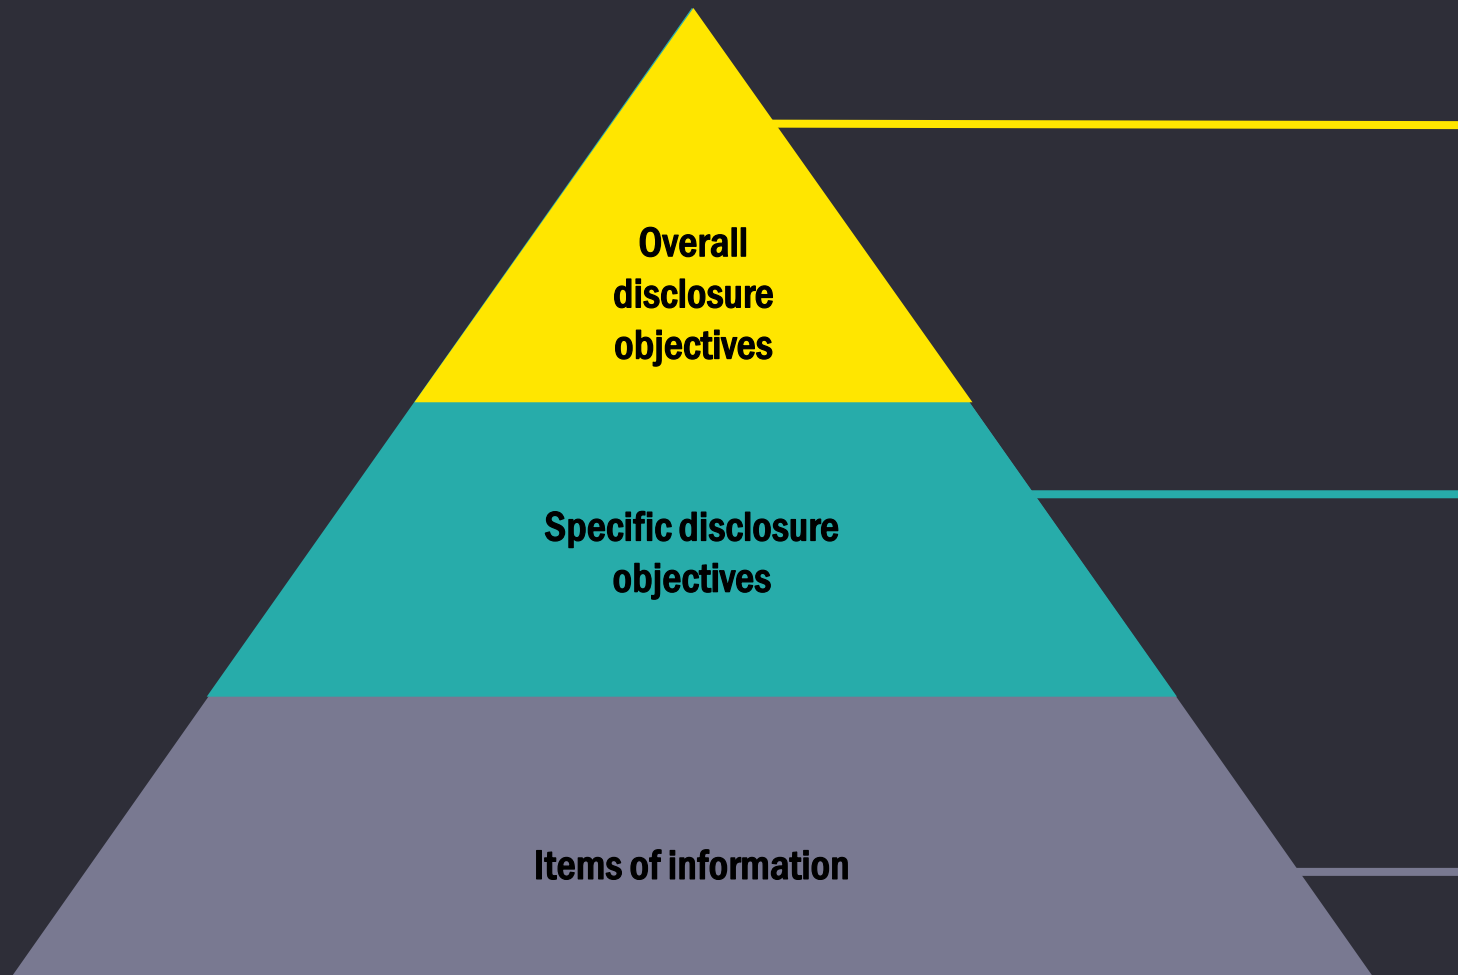 Overall
disclosure
objectives
Specific disclosure
objectives
Items of information